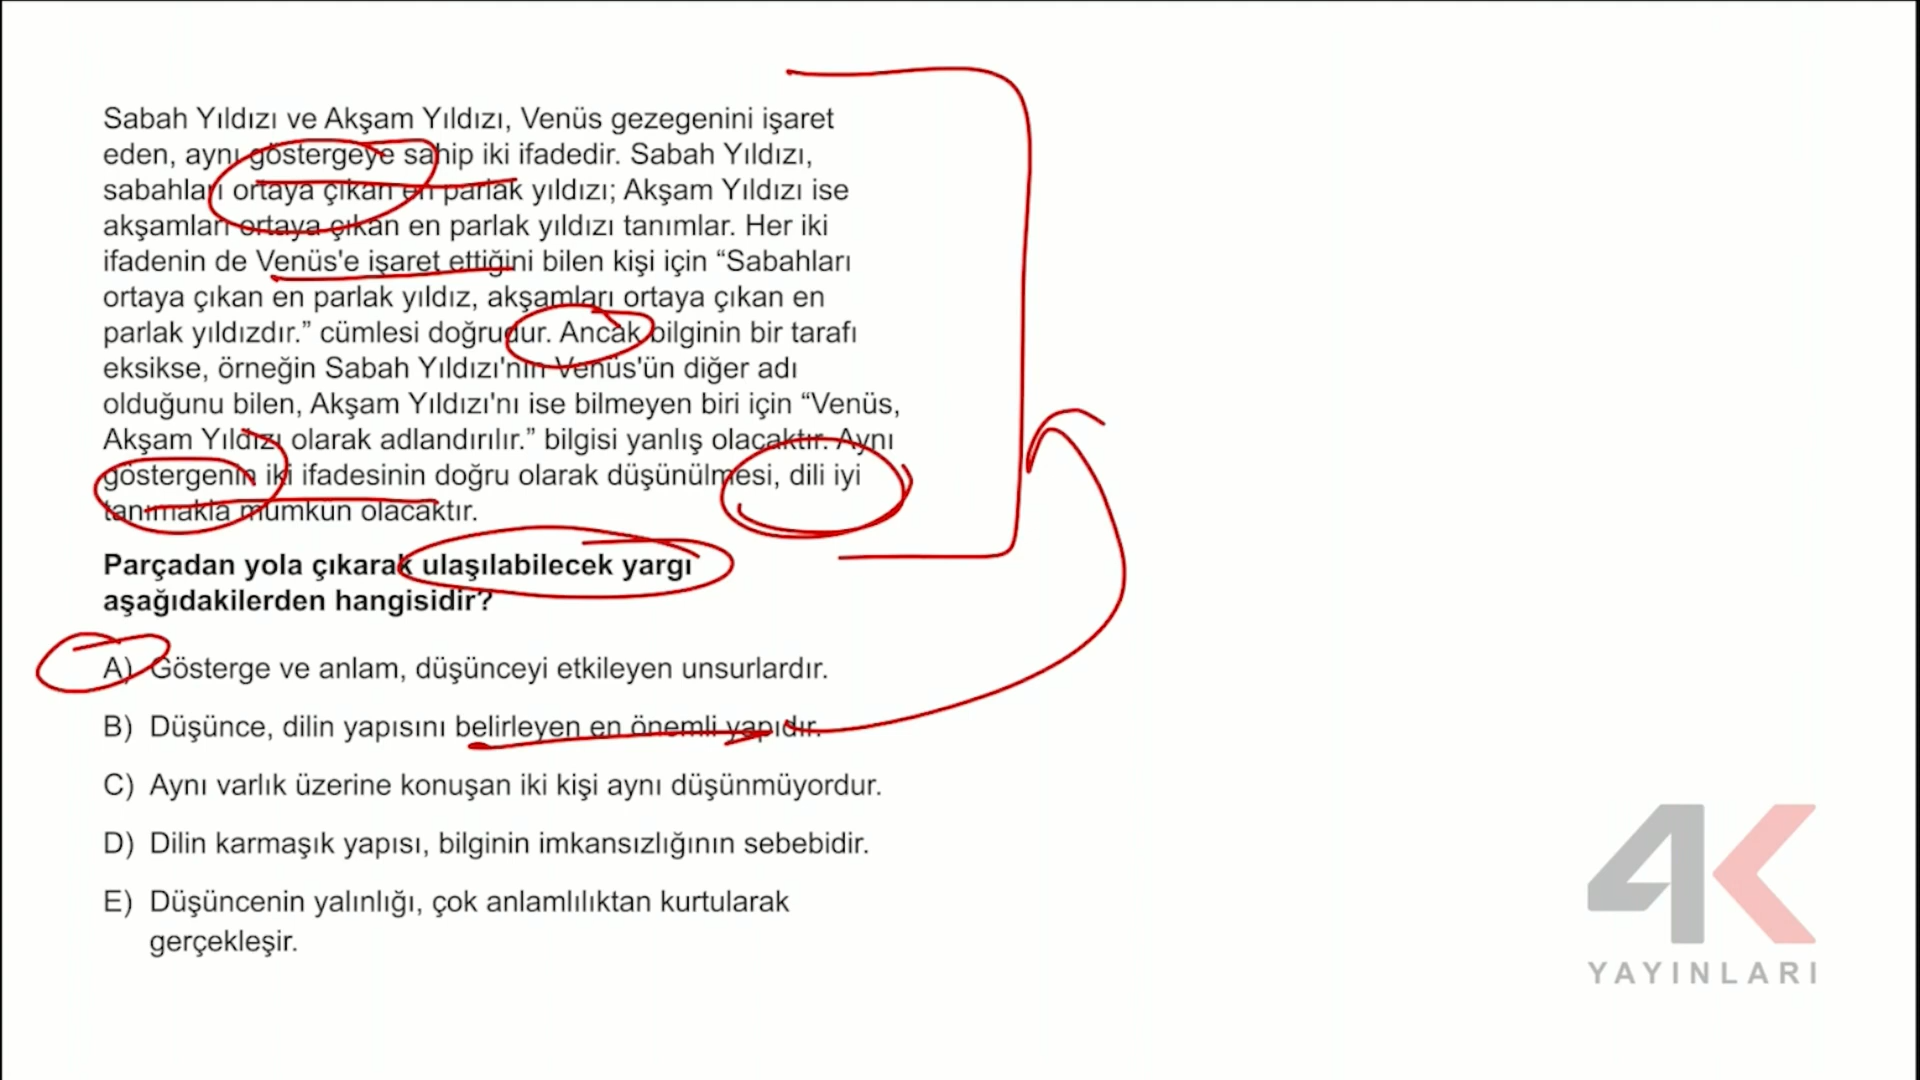 Sabah Yıldızı ve Akşam Yıldızı, Venüs gezegenini işaret
eden, aynı göstergeye sahip iki ifadedir. Sabah Yıldızı,
sabahları ortaya çıkan en parlak yıldızı; Akşam Yıldızı ise
akşamları ortaya çıkan en parlak yıldızı tanımlar. Her iki
ifadenin de Venüs'e işaret ettiğini bilen kişi için “Sabahları
ortaya çıkan en parlak yıldız, akşamları ortaya çıkan en
parlak yıldızdır.” cümlesi doğrudur. Ancak bilginin bir tarafı
eksikse, örneğin Sabah Yıldızı'nın Venüs'ün diğer adı
olduğunu bilen, Akşam Yıldızı'nı ise bilmeyen biri için “Venüs,
Akşam Yıldızı olarak adlandırılır.” bilgisi yanlış olacaktır. Aynı
göstergenin iki ifadesinin doğru olarak düşünülmesi, dili iyi
tanımakla mümkün olacaktır.
Parçadan yola çıkarak ulaşılabilecek yargı
aşağıdakilerden hangisidir?
A) Gösterge ve anlam, düşünceyi etkileyen unsurlardır.
B) Düşünce, dilin yapısını belirleyen en önemli yapıdır.
C) Aynı varlık üzerine konuşan iki kişi aynı düşünmüyordur.
D) Dilin karmaşık yapısı, bilginin imkansızlığının sebebidir.
E) Düşüncenin yalınlığı, çok anlamlılıktan kurtularak
gerçekleşir.
4K
YAYINLARI